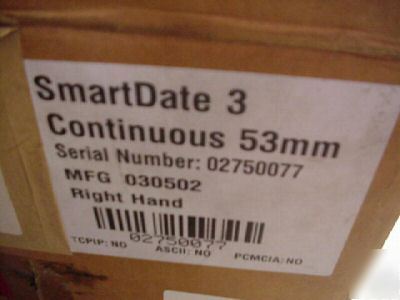 SmartDate 3
Continuous 53mm
Serial Number: 02750077
MFG 030502
Right Hand
02750077
TCPIP: NO ASCII: NO PCMCIA: NO